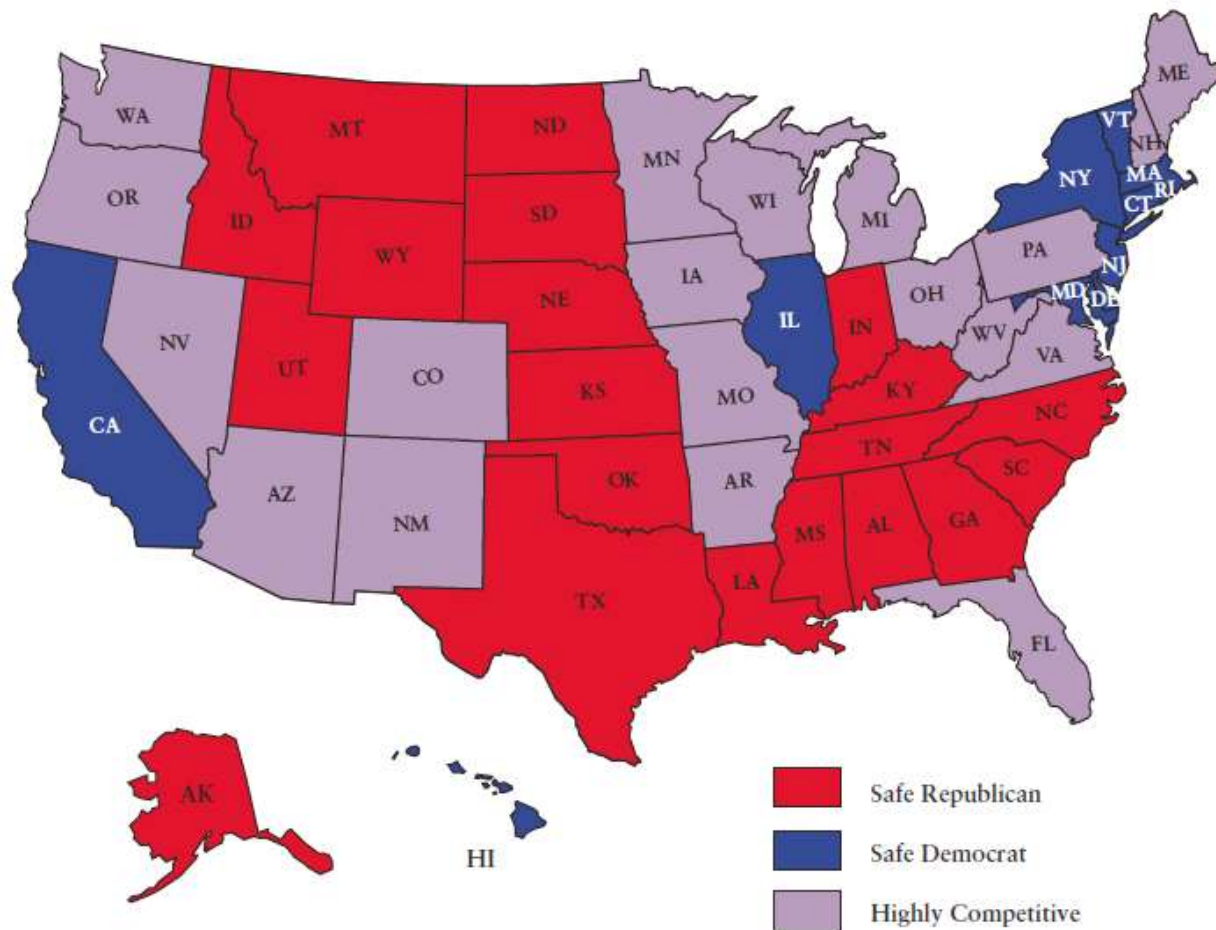 ME
WA
VT
MT
ND
NH
MN
MA
NY
RI
OR
CT
WI
SD
MI
ID
PA
WY
NJ
IA
MD
DE
NE
OH
IL
IN
WV
NV
VA
UT
CO
KS
MO
KY
CA
NC
TN
OK
SC
AR
AZ
NM
GA
AL
MS
LA
TX
FL
AK
Safe Republican
HI
Safe Democrat
Highly Competitive